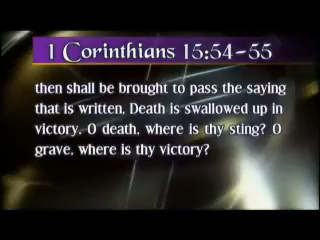 1 Corinthians 15:54-55
then shall be brought to pass the saying
that is written, Death is swallowed up in
victory. O death, where is thy sting? O
grave, where is thy victory?